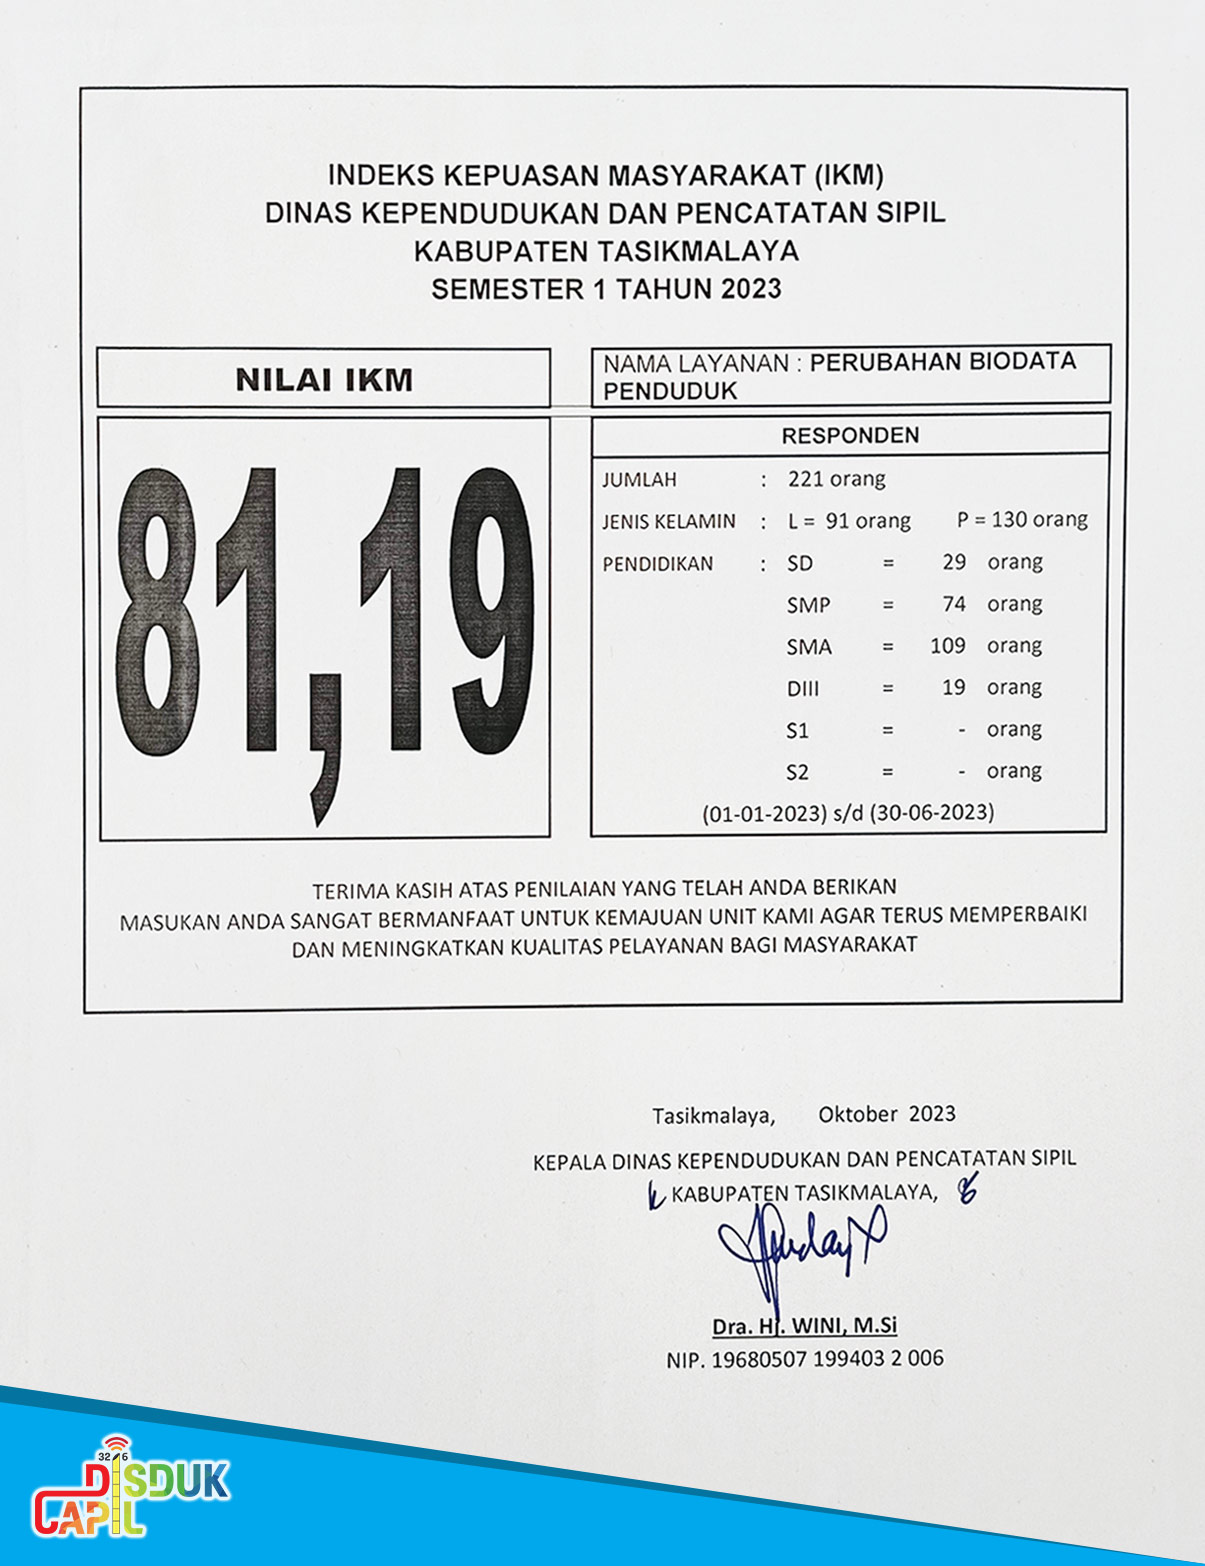 INDEKS KEPUASAN MASYARAKAT (IKM)
DINAS KEPENDUDUKAN DAN PENCATATAN SIPIL
KABUPATEN TASIKMALAYA
SEMESTER 1 TAHUN 2023
NILAI IKM
81,19
NAMA LAYANAN : PERUBAHAN BIODATA
PENDUDUK
RESPONDEN
JUMLAH : 221 orang
JENIS KELAMIN : L = 91 orang P = 130 orang
PENDIDIKAN : SD = 29 orang
SMP = 74 orang
SMA = 109 orang
DIII = 19 orang
S1 = - orang
S2 = - orang
(01-01-2023) s/d (30-06-2023)
TERIMA KASIH ATAS PENILAIAN YANG TELAH ANDA BERIKAN
MASUKAN ANDA SANGAT BERMANFAAT UNTUK KEMAJUAN UNIT KAMI AGAR TERUS MEMPERBAIKI
DAN MENINGKATKAN KUALITAS PELAYANAN BAGI MASYARAKAT
Tasikmalaya, Oktober 2023
KEPALA DINAS KEPENDUDUKAN DAN PENCATATAN SIPIL
KABUPATEN TASIKMALAYA,
Dra. Hj. WINI, M.Si
NIP. 19680507 199403 2 006
DISDUK
CAPIL